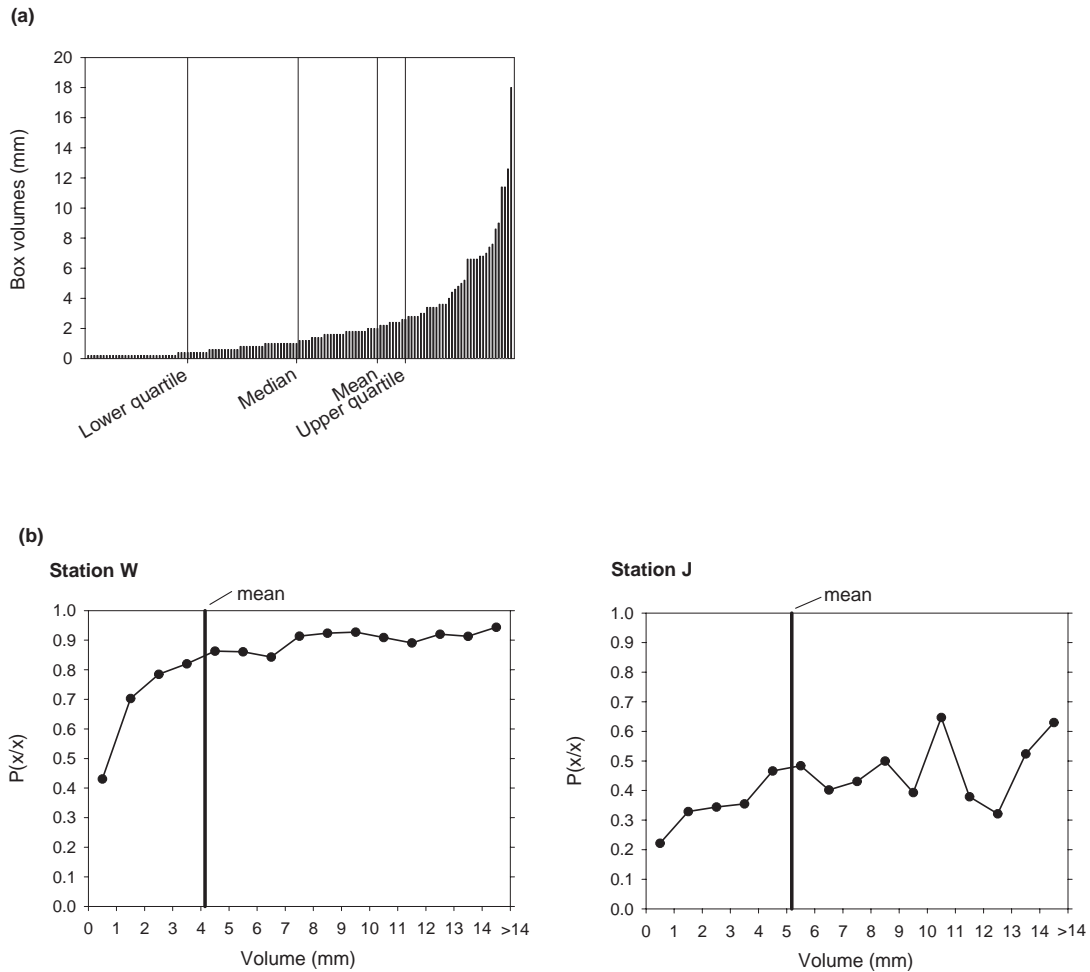 (a)
20
18
16
14
12
10
8
6
4
2
0
Box volumes (mm)
Lower quartile
Median
Mean
Upper quartile
(b)
Station W
mean
1.0
0.9
0.8
0.7
0.6
0.5
0.4
0.3
0.2
0.1
0.0
P(x/x)
0 1 2 3 4 5 6 7 8 9 10 11 12 13 14 >14
Volume (mm)
Station J
mean
1.0
0.9
0.8
0.7
0.6
0.5
0.4
0.3
0.2
0.1
0.0
P(x/x)
0 1 2 3 4 5 6 7 8 9 10 11 12 13 14 >14
Volume (mm)